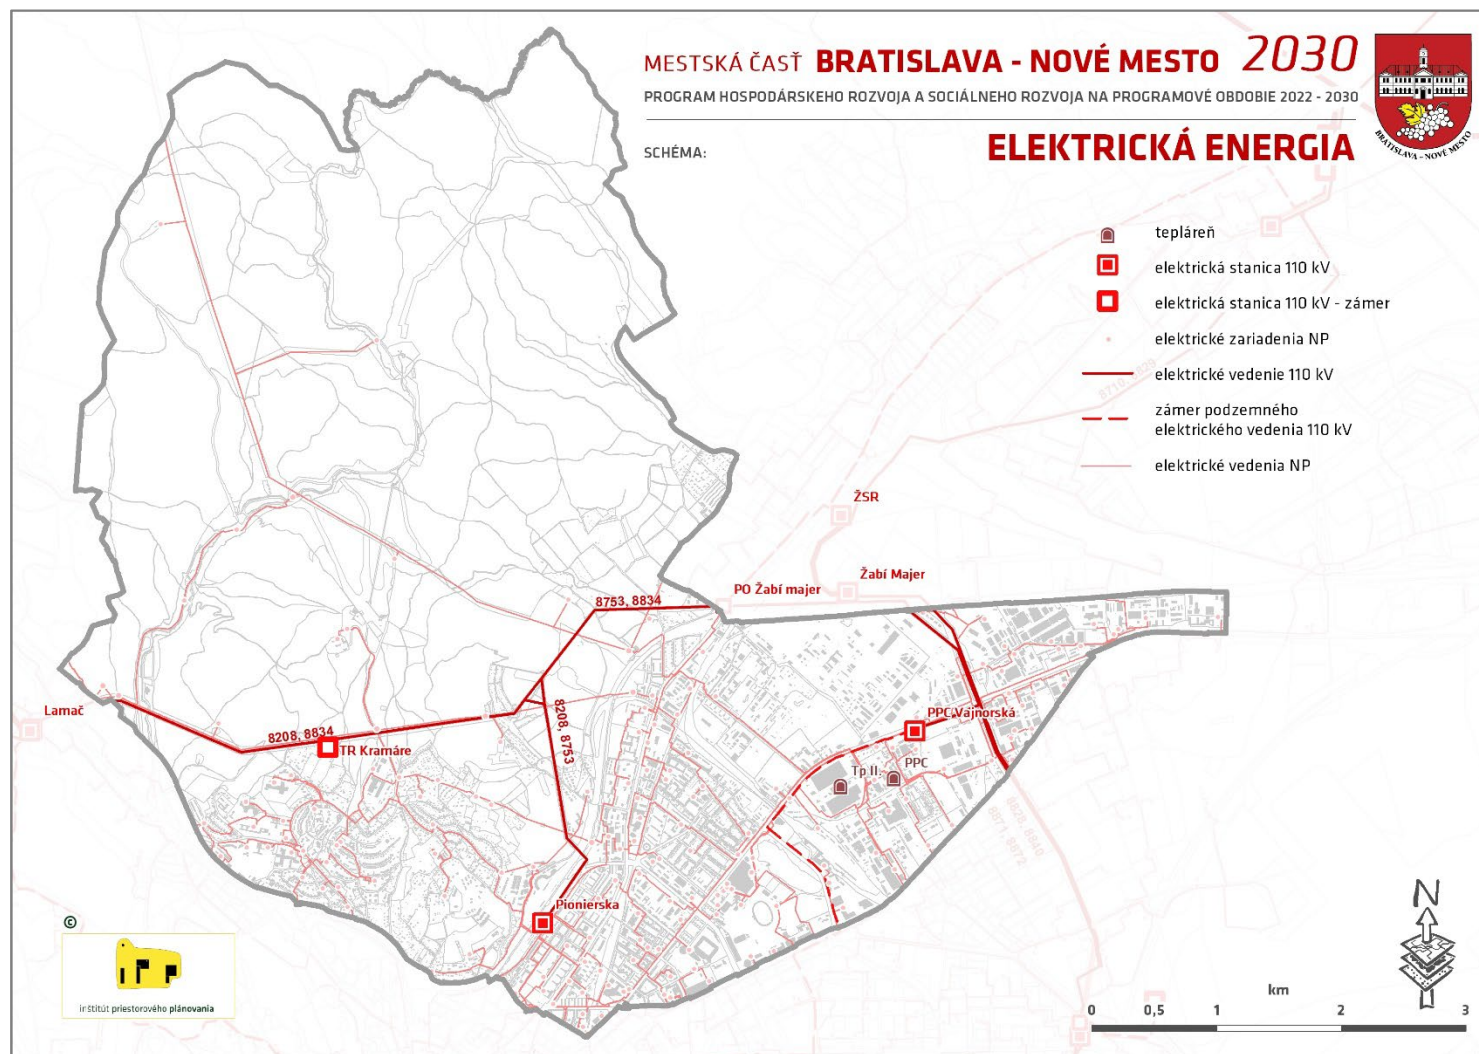 MESTSKÁ ČASŤ BRATISLAVA - NOVÉ MESTO 2030
PROGRAM HOSPODÁRSKEHO ROZVOJA A SOCIÁLNEHO ROZVOJA NA PROGRAMOVÉ OBDOBIE 2022 - 2030
SCHÉMA:
ELEKTRICKÁ ENERGIA
BRATISLAVA - NOVÉ MESTO
tepláreň
elektrická stanica 110 kV
elektrická stanica 110 kV - zámer
elektrické zariadenia NP
elektrické vedenie 110 kV
zámer podzemného
elektrického vedenia 110 kV
elektrické vedenia NP
ŽSR
Žabí Majer
PO Žabí majer
8753, 8834
Lamač
8208, 8834
TR Kramáre
8208, 8753
PPC Vajnorská
PPC
Tp II.
8828, 8840
8871, 8872
Pionierska
©
inštitút priestorového plánovania
N
km
0
0,5
1
2
3